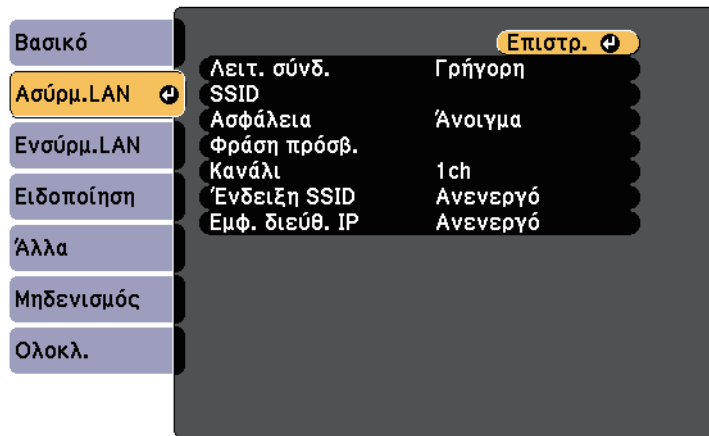 Βασικό
Ασύρμ.LAN
Ενσύρμ.LAN
Ειδοποίηση
Άλλα
Μηδενισμός
Ολοκλ.
Επιστρ.
Λειτ. σύνδ. Γρήγορη
SSID
Ασφάλεια Άνοιγμα
Φράση πρόσβ.
Κανάλι 1ch
Ένδειξη SSID Ανενεργό
Εμφ. διεύθ. IP Ανενεργό